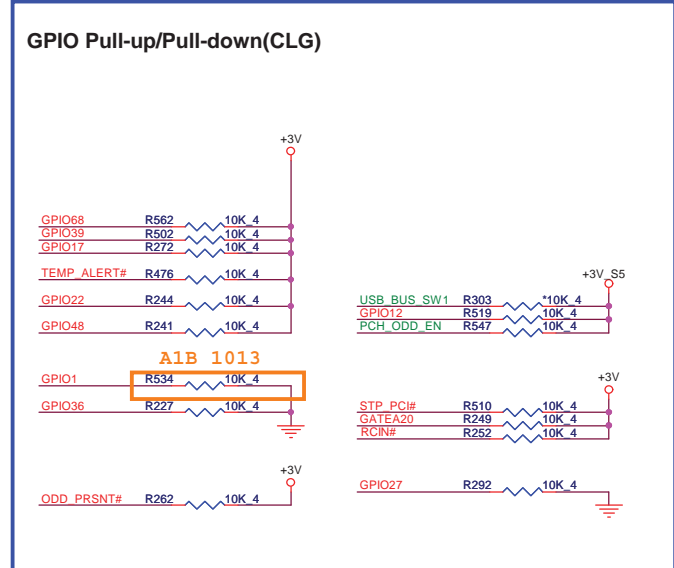 GPIO Pull-up/Pull-down(CLG)
+3V
GPIO68 R562 10K_4
GPIO39 R502 10K_4
GPIO17 R272 10K_4
TEMP_ALERT# R476 10K_4
GPIO22 R244 10K_4
GPIO48 R241 10K_4
A1B 1013
GPIO1 R534 10K_4
GPIO36 R227 10K_4
+3V
ODD_PRSNT# R262 10K_4
+3V_S5
USB_BUS_SW1 R303 *10K_4
GPIO12 R519 10K_4
PCH_ODD_EN R547 10K_4
+3V
STP_PCI# R510 10K_4
GATEA20 R249 10K_4
RCIN# R252 10K_4
GPIO27 R292 10K_4